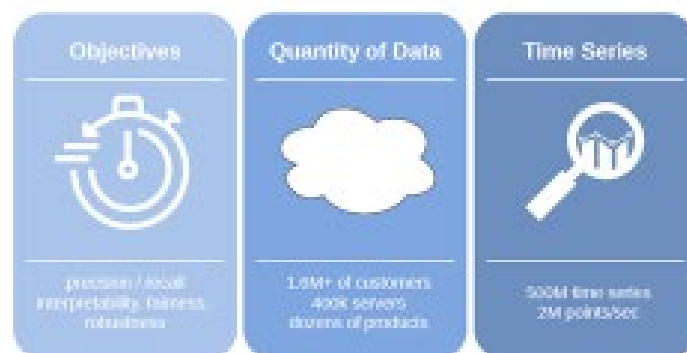 Objectives
precision / recall
interpretability, fairness,
robustness
Quantity of Data
1.6M+ of customers
400k servers
dozens of products
Time Series
500M time series
2M points/sec